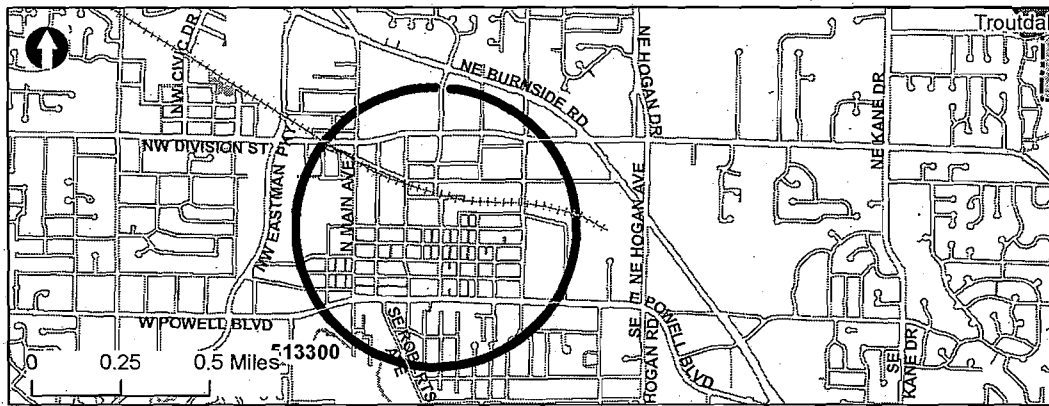 Troutdal
NW CIVIC DR
NE BURNSIDE RD
NE HOGAN DR
NE KANE DR
NW DIVISION ST
NW EASTMAN PKY
N MAIN AVE
NE HOGAN AVE
SE
W POWELL BLVD
SE ROBERTS AVE
HOGAN RD
E POWELL BLVD
SE KANE DR
0 0.25 0.5 Miles
513300